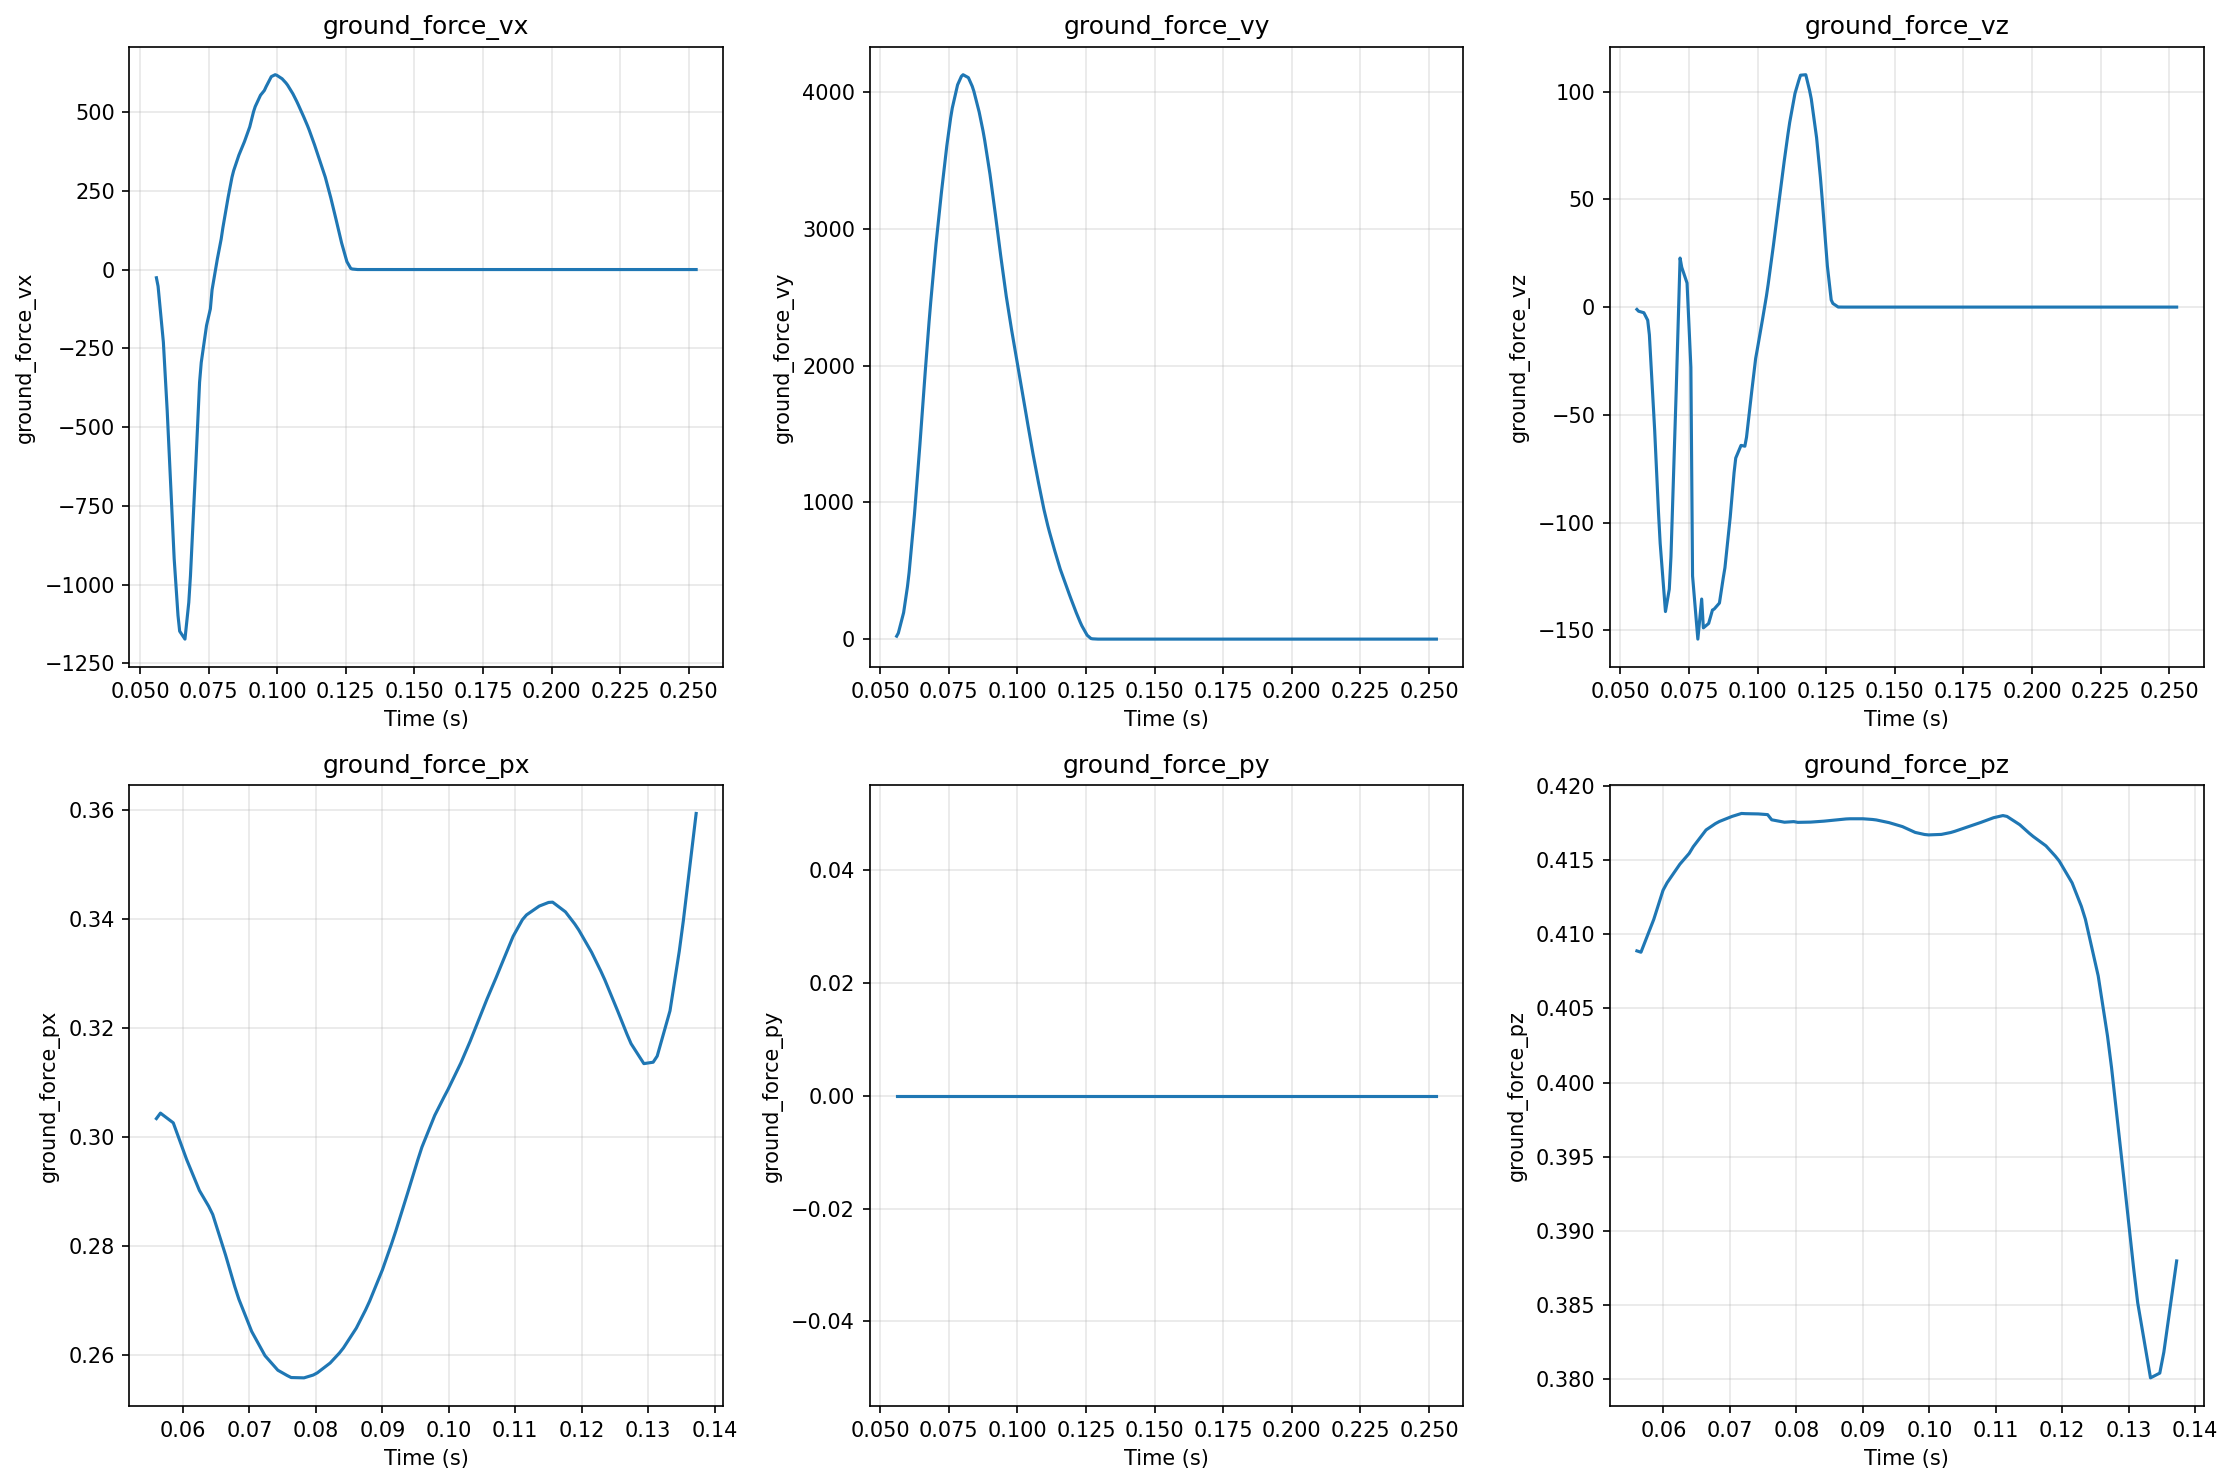 ground_force_vx
500
250
0
−250
−500
−750
−1000
−1250
ground_force_vx
0.050 0.075 0.100 0.125 0.150 0.175 0.200 0.225 0.250
Time (s)
ground_force_vy
4000
3000
2000
1000
0
ground_force_vy
0.050 0.075 0.100 0.125 0.150 0.175 0.200 0.225 0.250
Time (s)
ground_force_vz
100
50
0
−50
−100
−150
ground_force_vz
0.050 0.075 0.100 0.125 0.150 0.175 0.200 0.225 0.250
Time (s)
ground_force_px
0.36
0.34
0.32
0.30
0.28
0.26
ground_force_px
0.06 0.07 0.08 0.09 0.10 0.11 0.12 0.13 0.14
Time (s)
ground_force_py
0.04
0.02
0.00
−0.02
−0.04
ground_force_py
0.050 0.075 0.100 0.125 0.150 0.175 0.200 0.225 0.250
Time (s)
ground_force_pz
0.420
0.415
0.410
0.405
0.400
0.395
0.390
0.385
0.380
ground_force_pz
0.06 0.07 0.08 0.09 0.10 0.11 0.12 0.13 0.14
Time (s)